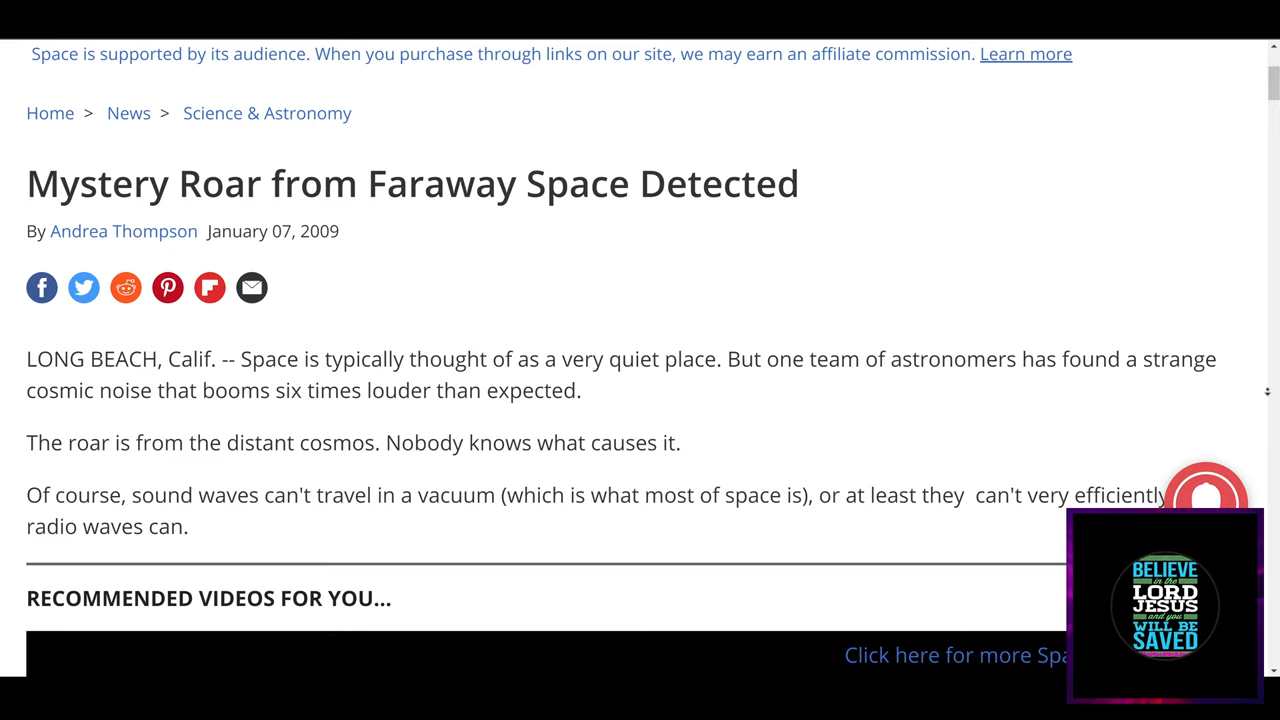 Space is supported by its audience. When you purchase through links on our site, we may earn an affiliate commission. Learn more
Home > News > Science & Astronomy
Mystery Roar from Faraway Space Detected
By Andrea Thompson January 07, 2009
LONG BEACH, Calif. -- Space is typically thought of as a very quiet place. But one team of astronomers has found a strange
cosmic noise that booms six times louder than expected.
The roar is from the distant cosmos. Nobody knows what causes it.
Of course, sound waves can't travel in a vacuum (which is what most of space is), or at least they can't very efficiently
radio waves can.
RECOMMENDED VIDEOS FOR YOU...
Click here for more Spa
BELIEVE
in the
LORD
JESUS
and you
WILL BE
SAVED